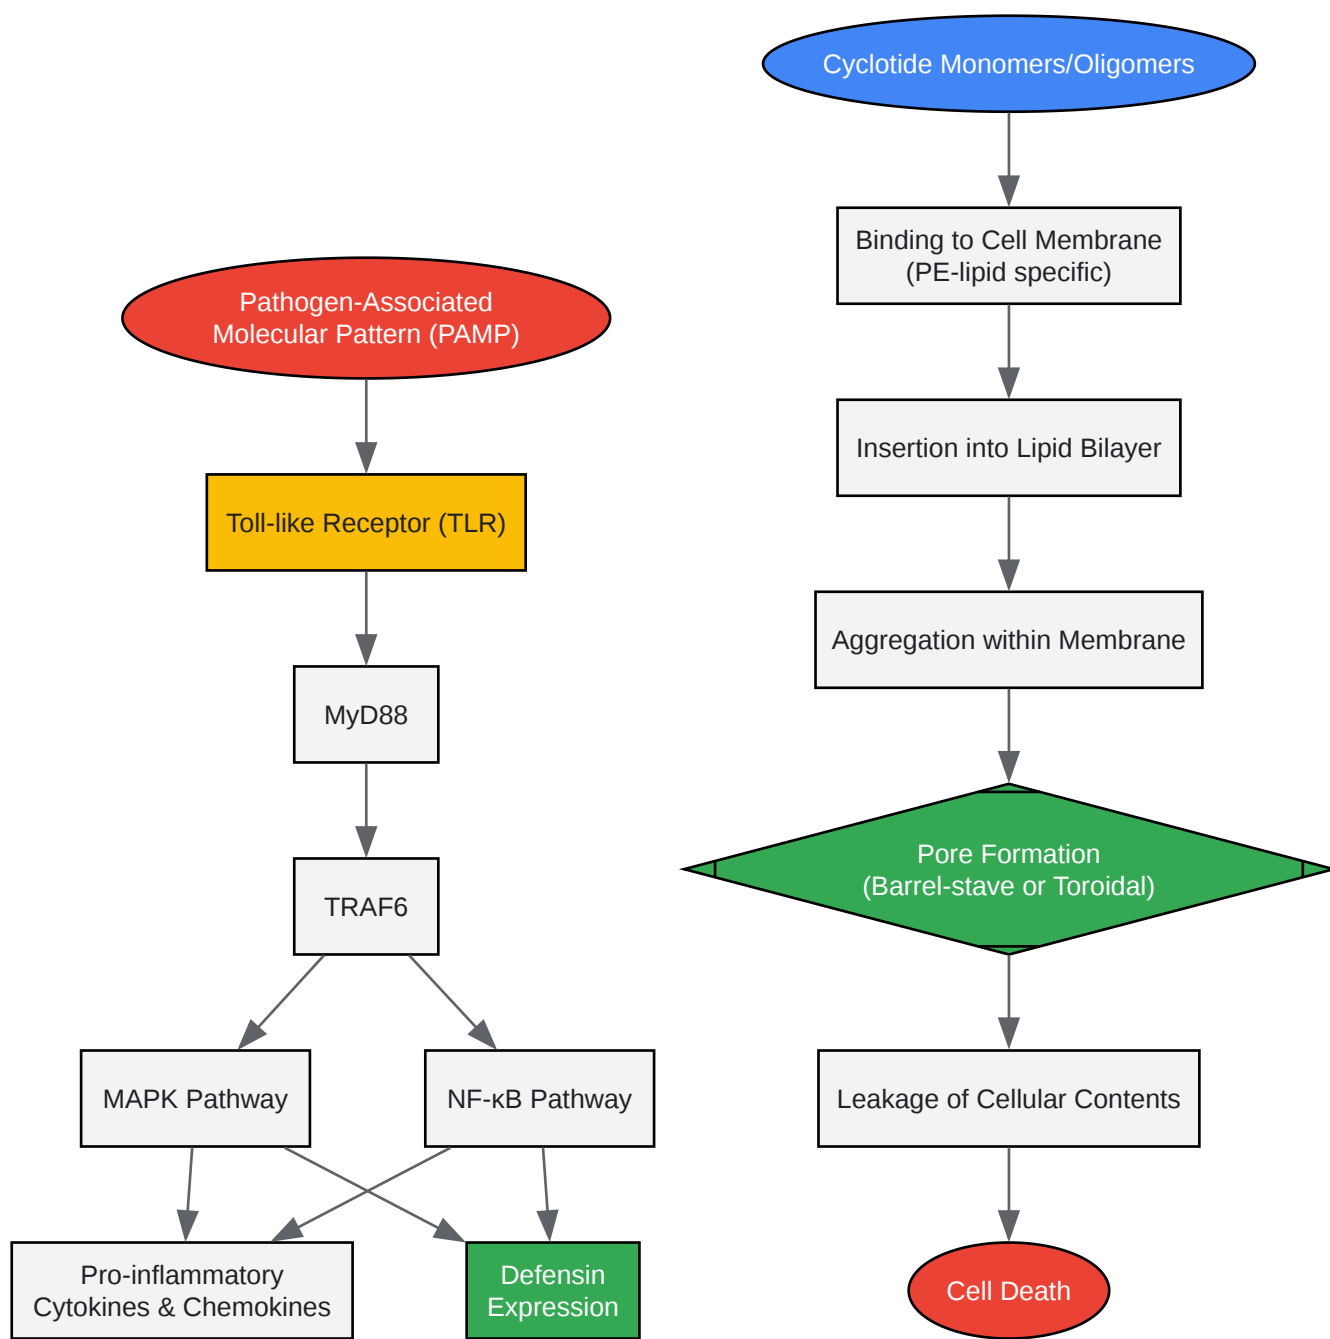 Pathogen-Associated
Molecular Pattern (PAMP)
Toll-like Receptor (TLR)
MyD88
TRAF6
MAPK Pathway
NF-κB Pathway
Pro-inflammatory
Cytokines & Chemokines
Defensin
Expression
Cyclotide Monomers/Oligomers
Binding to Cell Membrane
(PE-lipid specific)
Insertion into Lipid Bilayer
Aggregation within Membrane
Pore Formation
(Barrel-stave or Toroidal)
Leakage of Cellular Contents
Cell Death